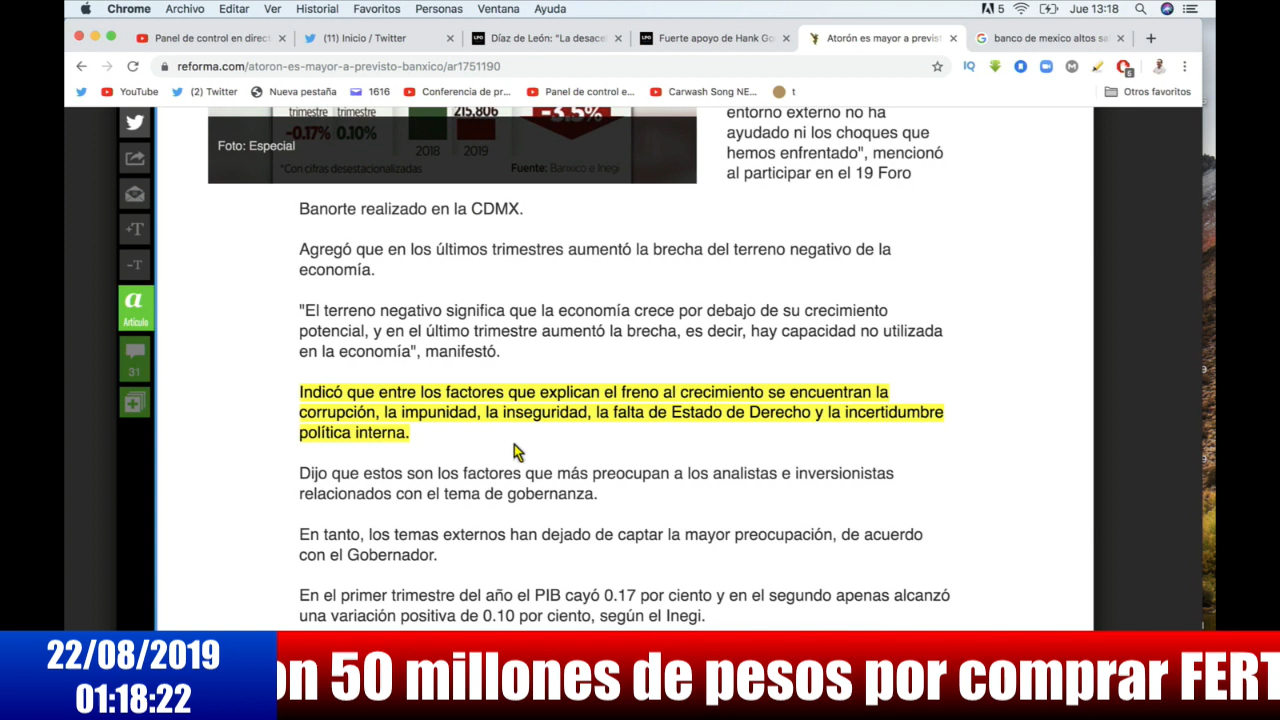 Chrome Archivo Editar Ver Historial Favoritos Personas Ventana Ayuda 5 Jue 13:18
Panel de control en direct × (11) Inicio / Twitter × Díaz de León: "La desacel × Fuerte apoyo de Hank Go × Atorón es mayor a previst × banco de mexico altos sa × +
reforma.com/atoron-es-mayor-a-previsto-banxico/ar1751190
YouTube (2) Twitter Nueva pestaña 1616 Conferencia de pr... Panel de control e... Carwash Song NE... t Otros favoritos
trimestre trimestre 215,806 -3.5%
-0.17% 0.10%
2018 2019
Foto: Especial
*Con cifras desestacionalizadas Fuente: Banxico e Inegi
entorno externo no ha
ayudado ni los choques que
hemos enfrentado", mencionó
al participar en el 19 Foro
Banorte realizado en la CDMX.
Agregó que en los últimos trimestres aumentó la brecha del terreno negativo de la
economía.
"El terreno negativo significa que la economía crece por debajo de su crecimiento
potencial, y en el último trimestre aumentó la brecha, es decir, hay capacidad no utilizada
en la economía", manifestó.
Indicó que entre los factores que explican el freno al crecimiento se encuentran la
corrupción, la impunidad, la inseguridad, la falta de Estado de Derecho y la incertidumbre
política interna.
Dijo que estos son los factores que más preocupan a los analistas e inversionistas
relacionados con el tema de gobernanza.
En tanto, los temas externos han dejado de captar la mayor preocupación, de acuerdo
con el Gobernador.
En el primer trimestre del año el PIB cayó 0.17 por ciento y en el segundo apenas alcanzó
una variación positiva de 0.10 por ciento, según el Inegi.
+T
-T
a
Artículo
31
22/08/2019
01:18:22
on 50 millones de pesos por comprar FERT